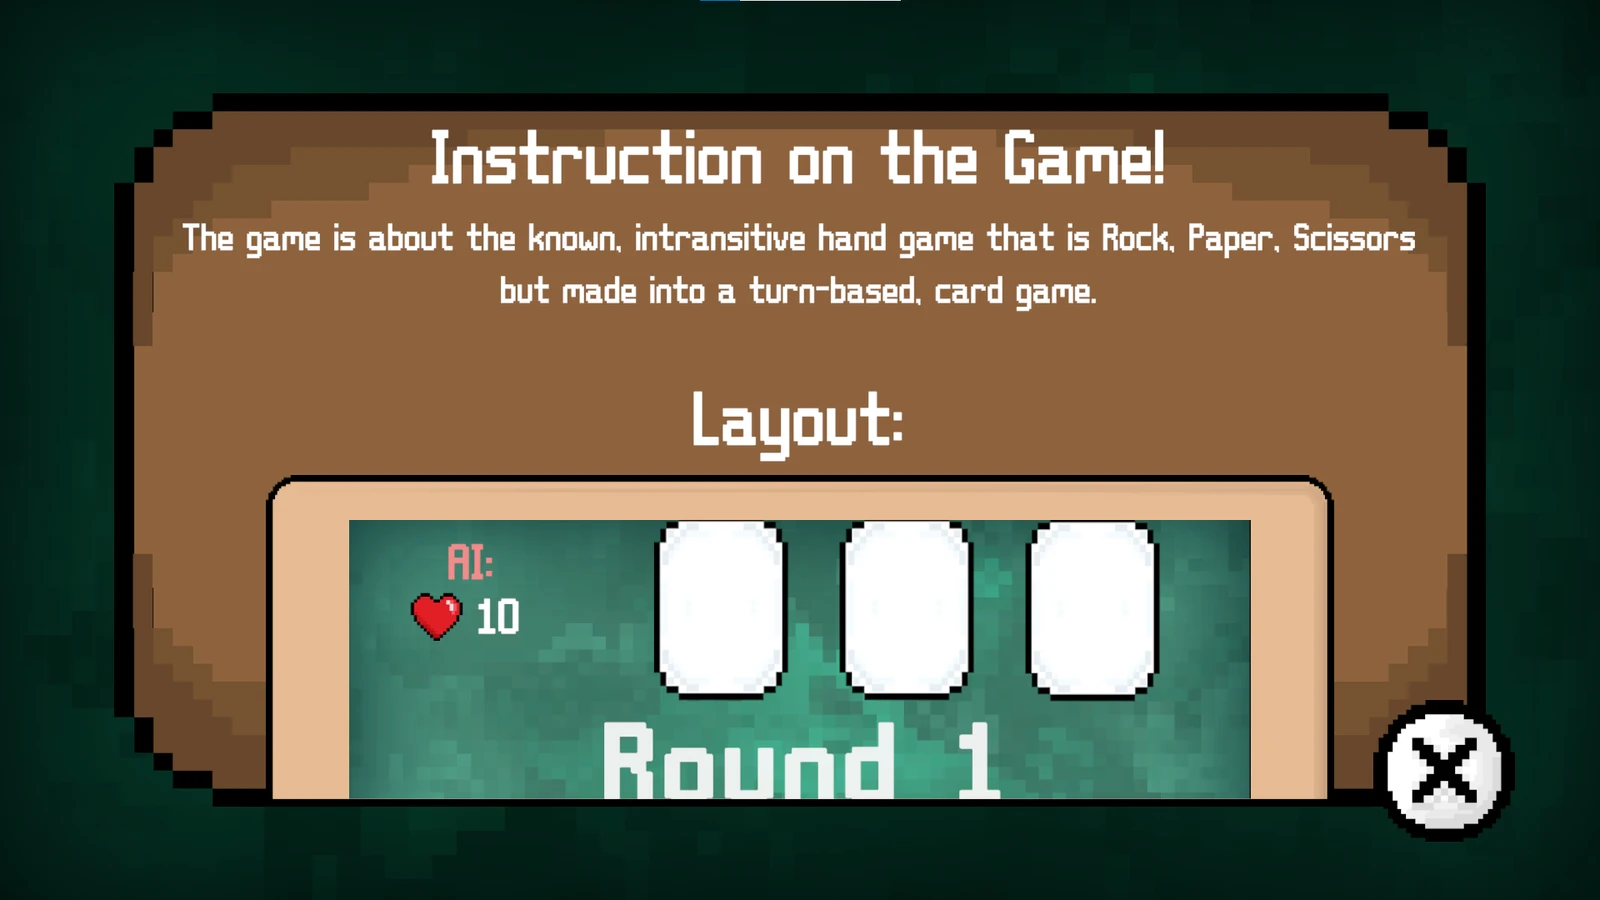 Instruction on the Game!
The game is about the known, intransitive hand game that is Rock, Paper, Scissors
but made into a turn-based, card game.
Layout:
AI:
10
Round 1